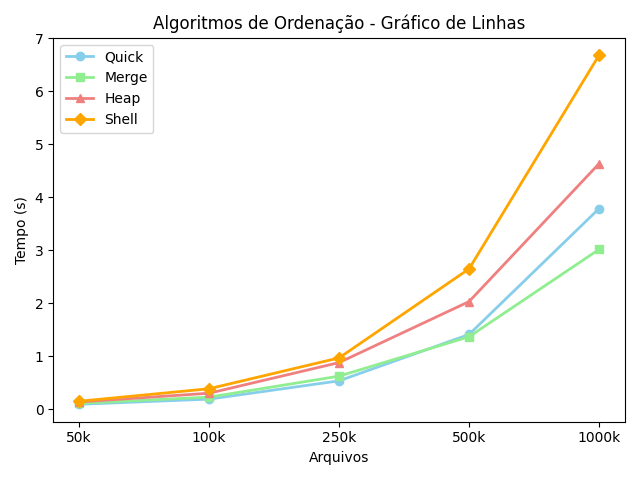 Algoritmos de Ordenação - Gráfico de Linhas
Quick
Merge
Heap
Shell
Tempo (s)
7
6
5
4
3
2
1
0
50k
100k
250k
500k
1000k
Arquivos